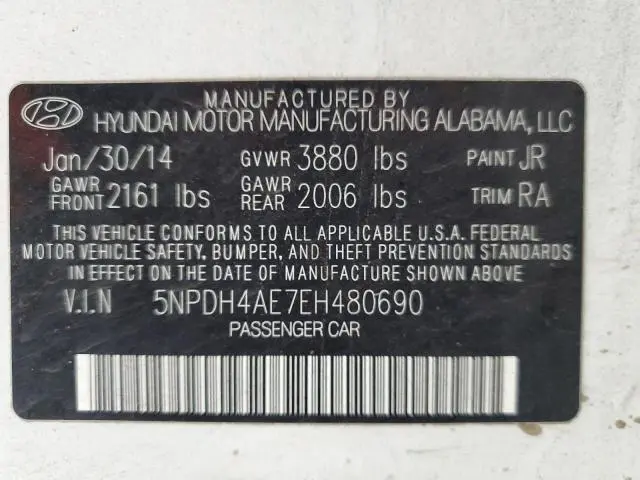 MANUFACTURED BY
HYUNDAI MOTOR MANUFACTURING ALABAMA, LLC
Jan/30/14 GVWR 3880 lbs PAINT JR
GAWR FRONT 2161 lbs GAWR REAR 2006 lbs TRIM RA
THIS VEHICLE CONFORMS TO ALL APPLICABLE U.S.A. FEDERAL
MOTOR VEHICLE SAFETY, BUMPER, AND THEFT PREVENTION STANDARDS
IN EFFECT ON THE DATE OF MANUFACTURE SHOWN ABOVE
V.I.N 5NPDH4AE7EH480690
PASSENGER CAR